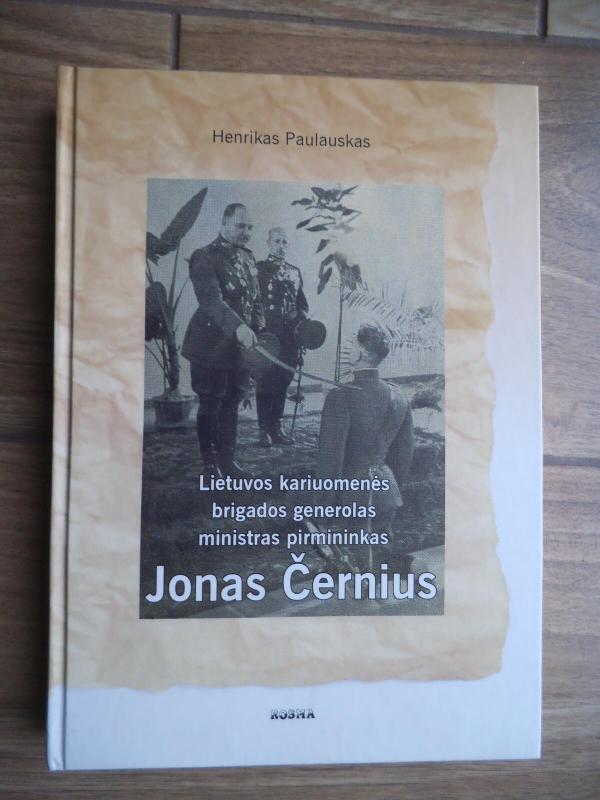 Henrikas Paulauskas
Lietuvos kariuomenės
brigados generolas
ministras pirmininkas
Jonas Černius
ROSMA